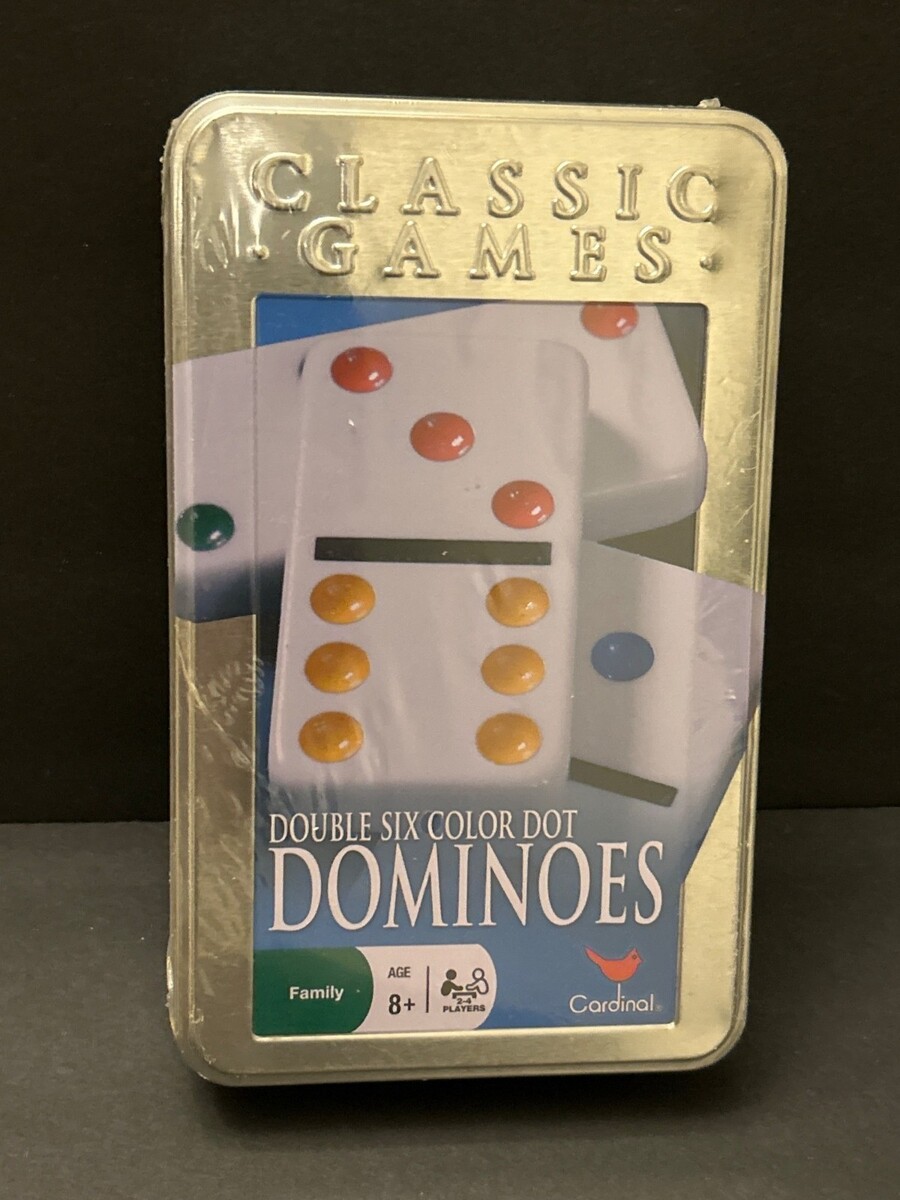 CLASSIC
· GAMES ·
DOUBLE SIX COLOR DOT
DOMINOES
Family
AGE
8+
2-4
PLAYERS
Cardinal®